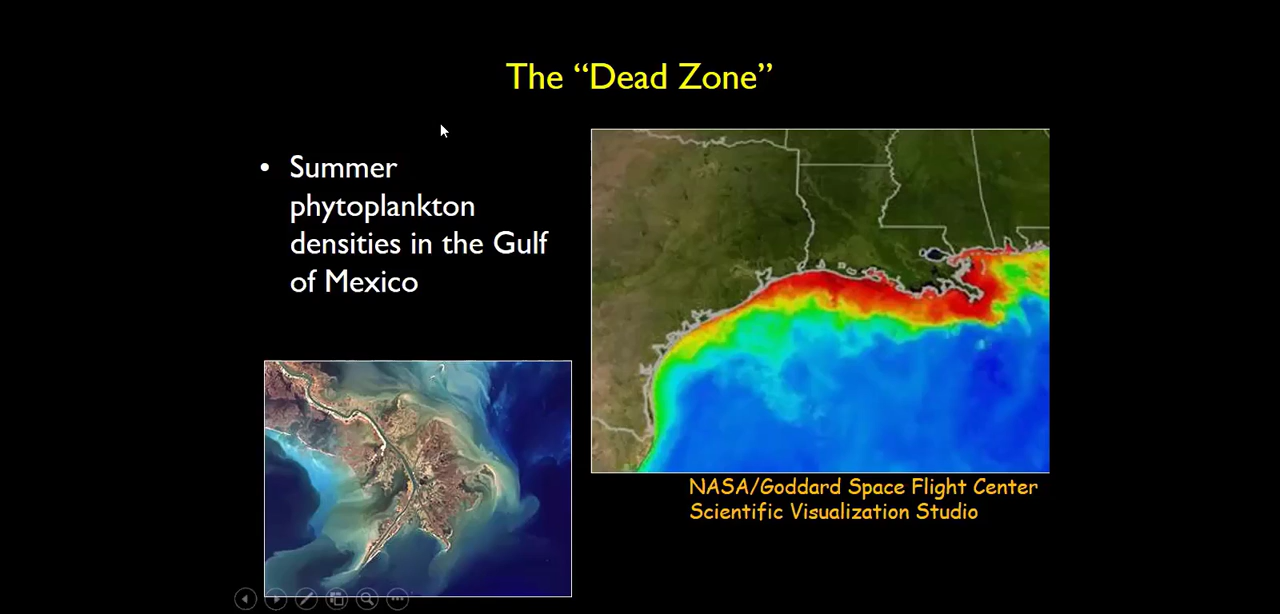 The “Dead Zone”
• Summer
phytoplankton
densities in the Gulf
of Mexico
NASA/Goddard Space Flight Center
Scientific Visualization Studio